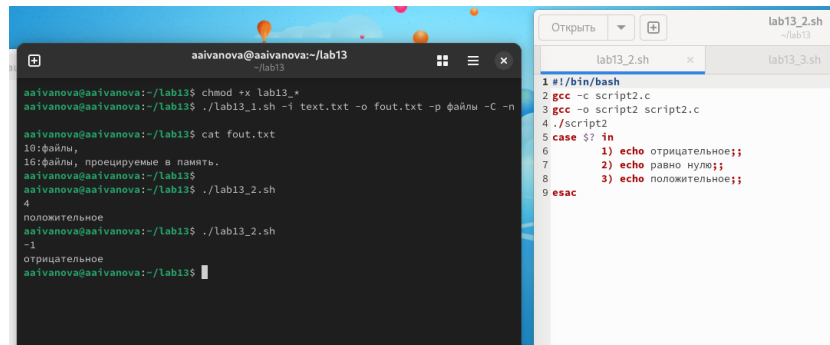 aaivanova@aaivanova:~/lab13
~/lab13
aaivanova@aaivanova:~/lab13$ chmod +x lab13_*
aaivanova@aaivanova:~/lab13$ ./lab13_1.sh -i text.txt -o fout.txt -p файлы -C -n
aaivanova@aaivanova:~/lab13$ cat fout.txt
10:файлы,
16:файлы, проецируемые в память.
aaivanova@aaivanova:~/lab13$
aaivanova@aaivanova:~/lab13$ ./lab13_2.sh
4
положительное
aaivanova@aaivanova:~/lab13$ ./lab13_2.sh
-1
отрицательное
aaivanova@aaivanova:~/lab13$
Открыть
lab13_2.sh
~/lab13
lab13_2.sh
lab13_3.sh
1 #!/bin/bash
2 gcc -c script2.c
3 gcc -o script2 script2.c
4 ./script2
5 case $? in
6 1) echo отрицательное;;
7 2) echo равно нулю;;
8 3) echo положительное;;
9 esac